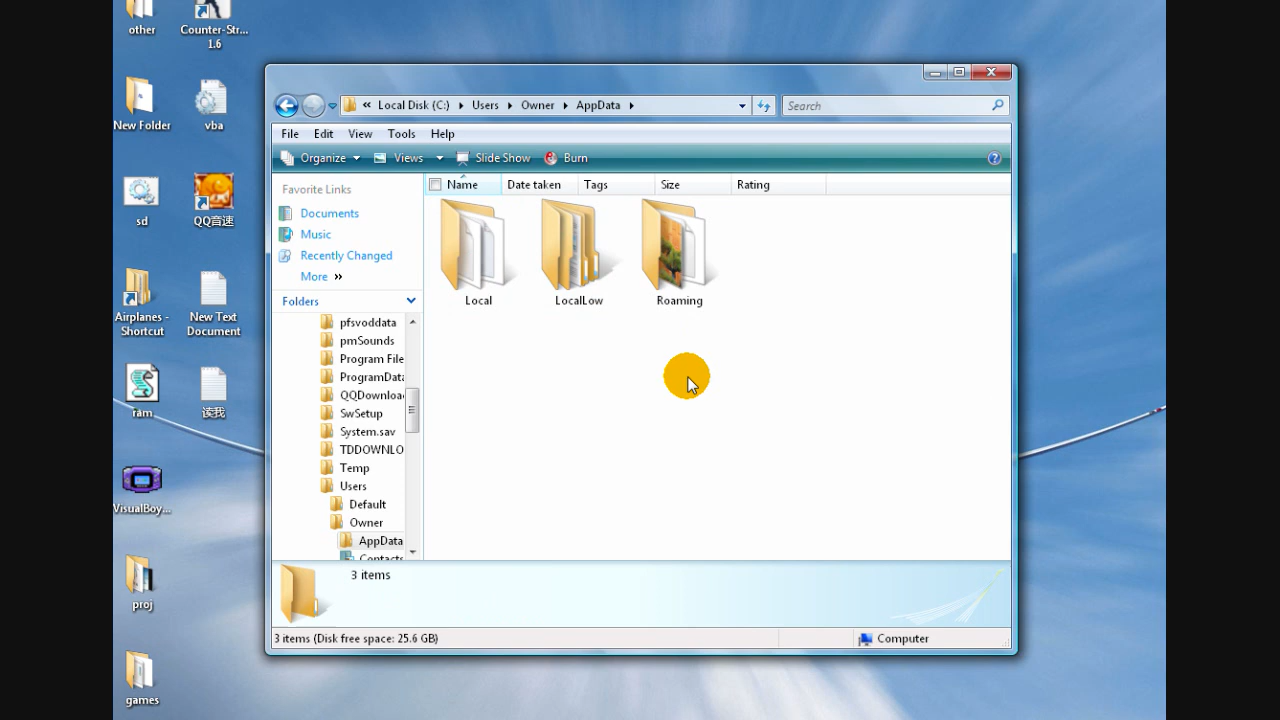 other
Counter-Str...
1.6
New Folder
vba
sd
QQ音速
Airplanes -
Shortcut
New Text
Document
ram
读我
VisualBoy...
proj
games
« Local Disk (C:) ▸ Users ▸ Owner ▸ AppData ▸
Search
File Edit View Tools Help
Organize Views Slide Show Burn
Name Date taken Tags Size Rating
Favorite Links
Documents
Music
Recently Changed
More »
Folders
pfsvoddata
pmSounds
Program File
ProgramData
QQDownloa
SwSetup
System.sav
TDDOWNLO
Temp
Users
Default
Owner
AppData
Contacts
Local
LocalLow
Roaming
3 items
3 items (Disk free space: 25.6 GB)
Computer